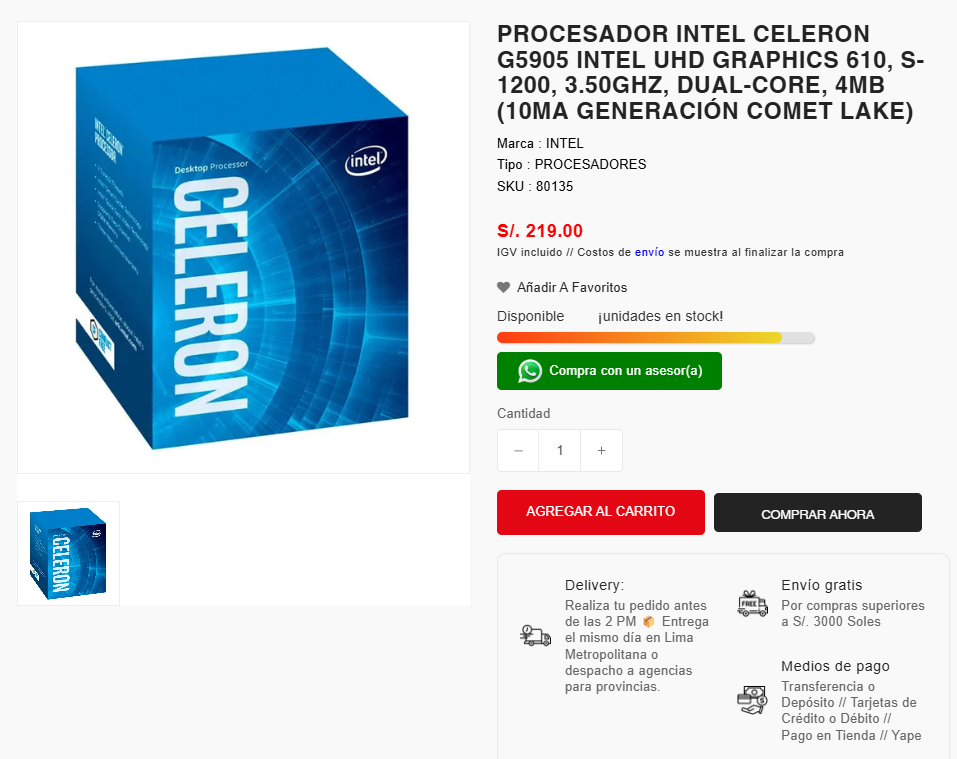 PROCESADOR INTEL CELERON
G5905 INTEL UHD GRAPHICS 610, S-
1200, 3.50GHZ, DUAL-CORE, 4MB
(10MA GENERACIÓN COMET LAKE)
Marca : INTEL
Tipo : PROCESADORES
SKU : 80135
S/. 219.00
IGV incluido // Costos de envío se muestra al finalizar la compra
Añadir A Favoritos
Disponible ¡unidades en stock!
Compra con un asesor(a)
Cantidad
− 1 +
AGREGAR AL CARRITO
COMPRAR AHORA
Delivery:
Realiza tu pedido antes
de las 2 PM 📦 Entrega
el mismo día en Lima
Metropolitana o
despacho a agencias
para provincias.
FREE
Envío gratis
Por compras superiores
a S/. 3000 Soles
Medios de pago
Transferencia o
Depósito // Tarjetas de
Crédito o Débito //
Pago en Tienda // Yape
INTEL CELERON
PROCESSOR
Desktop Processor
intel
CELERON
CELERON